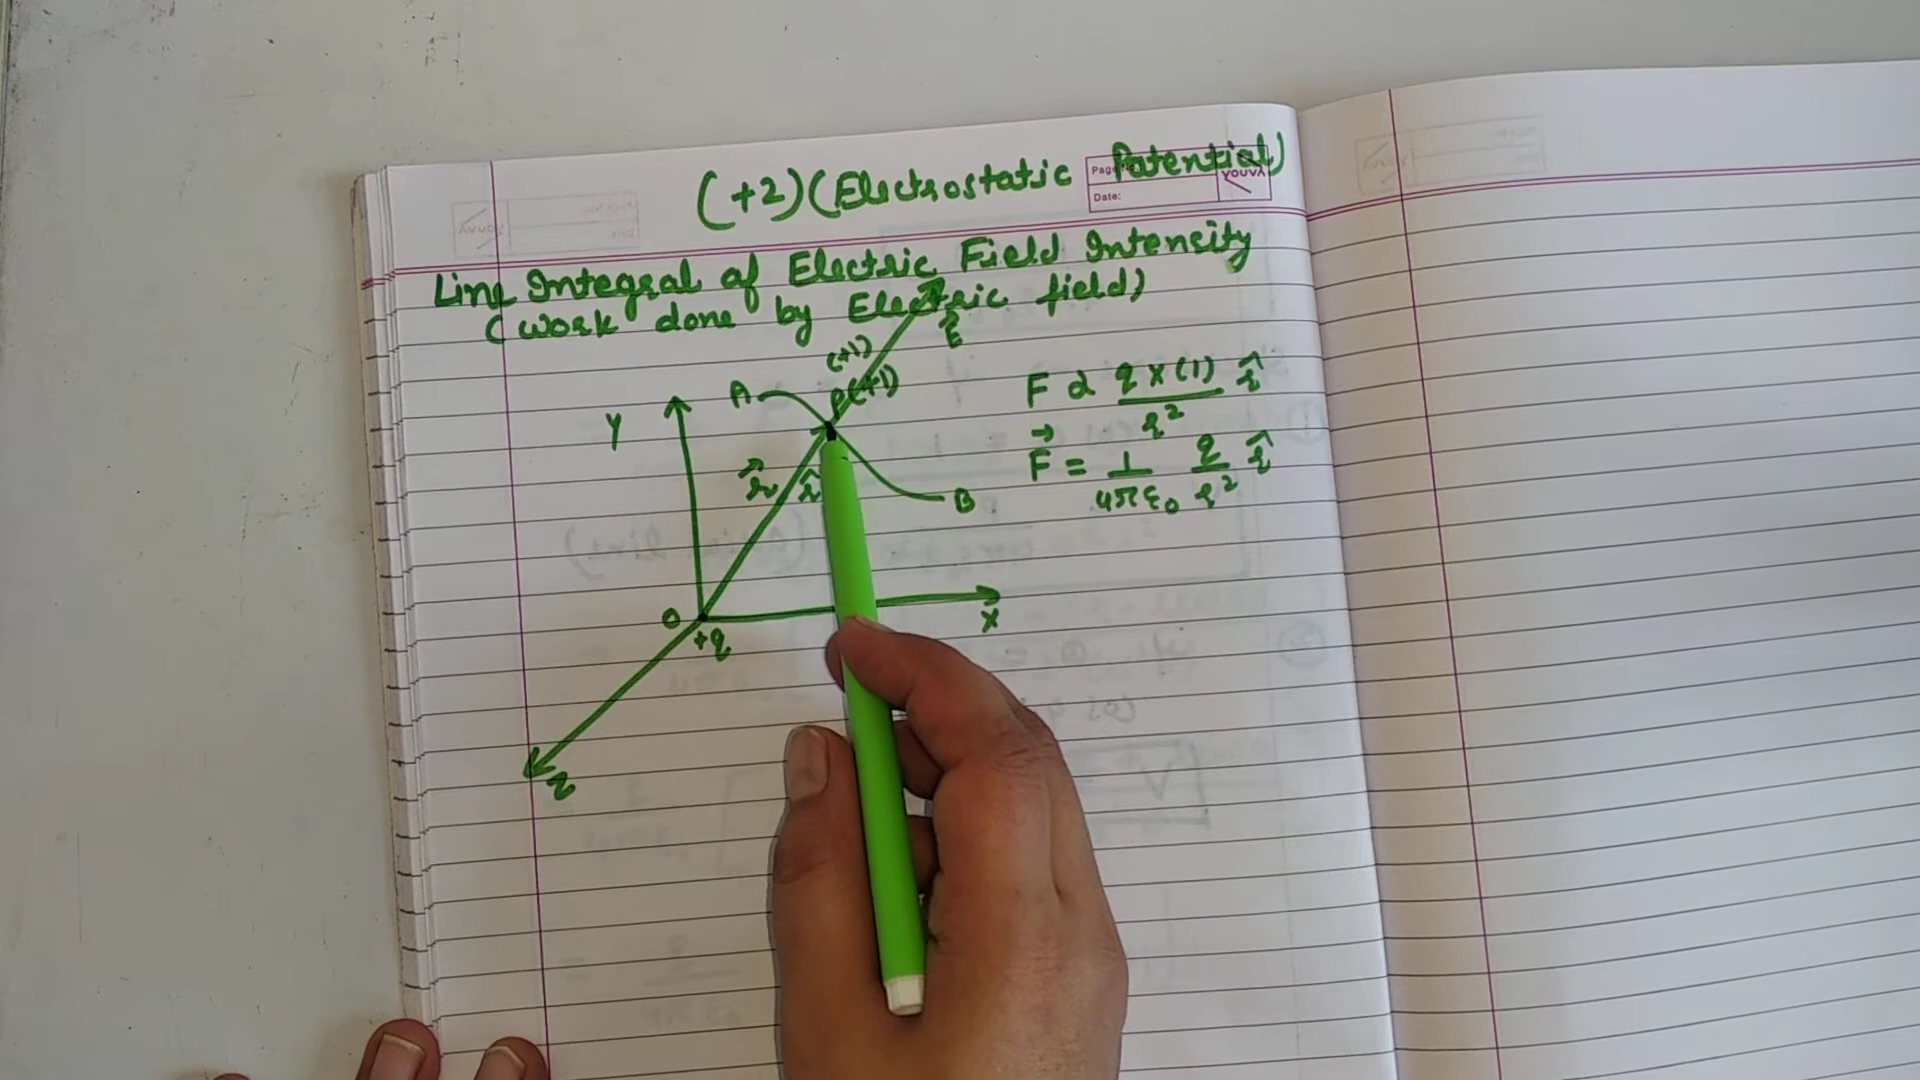 (+2) (Electrostatic Potential)
Page No.
Date:
YOUVA
Line Integral of Electric Field Intensity
(work done by Electric field)
E
(+1)
A P(+1)
Y
F ∝ q x (1) / r² r̂
F⃗ = 1 / 4πε₀ q / r² r̂
r⃗ r̂
B
O
+q
X
Z